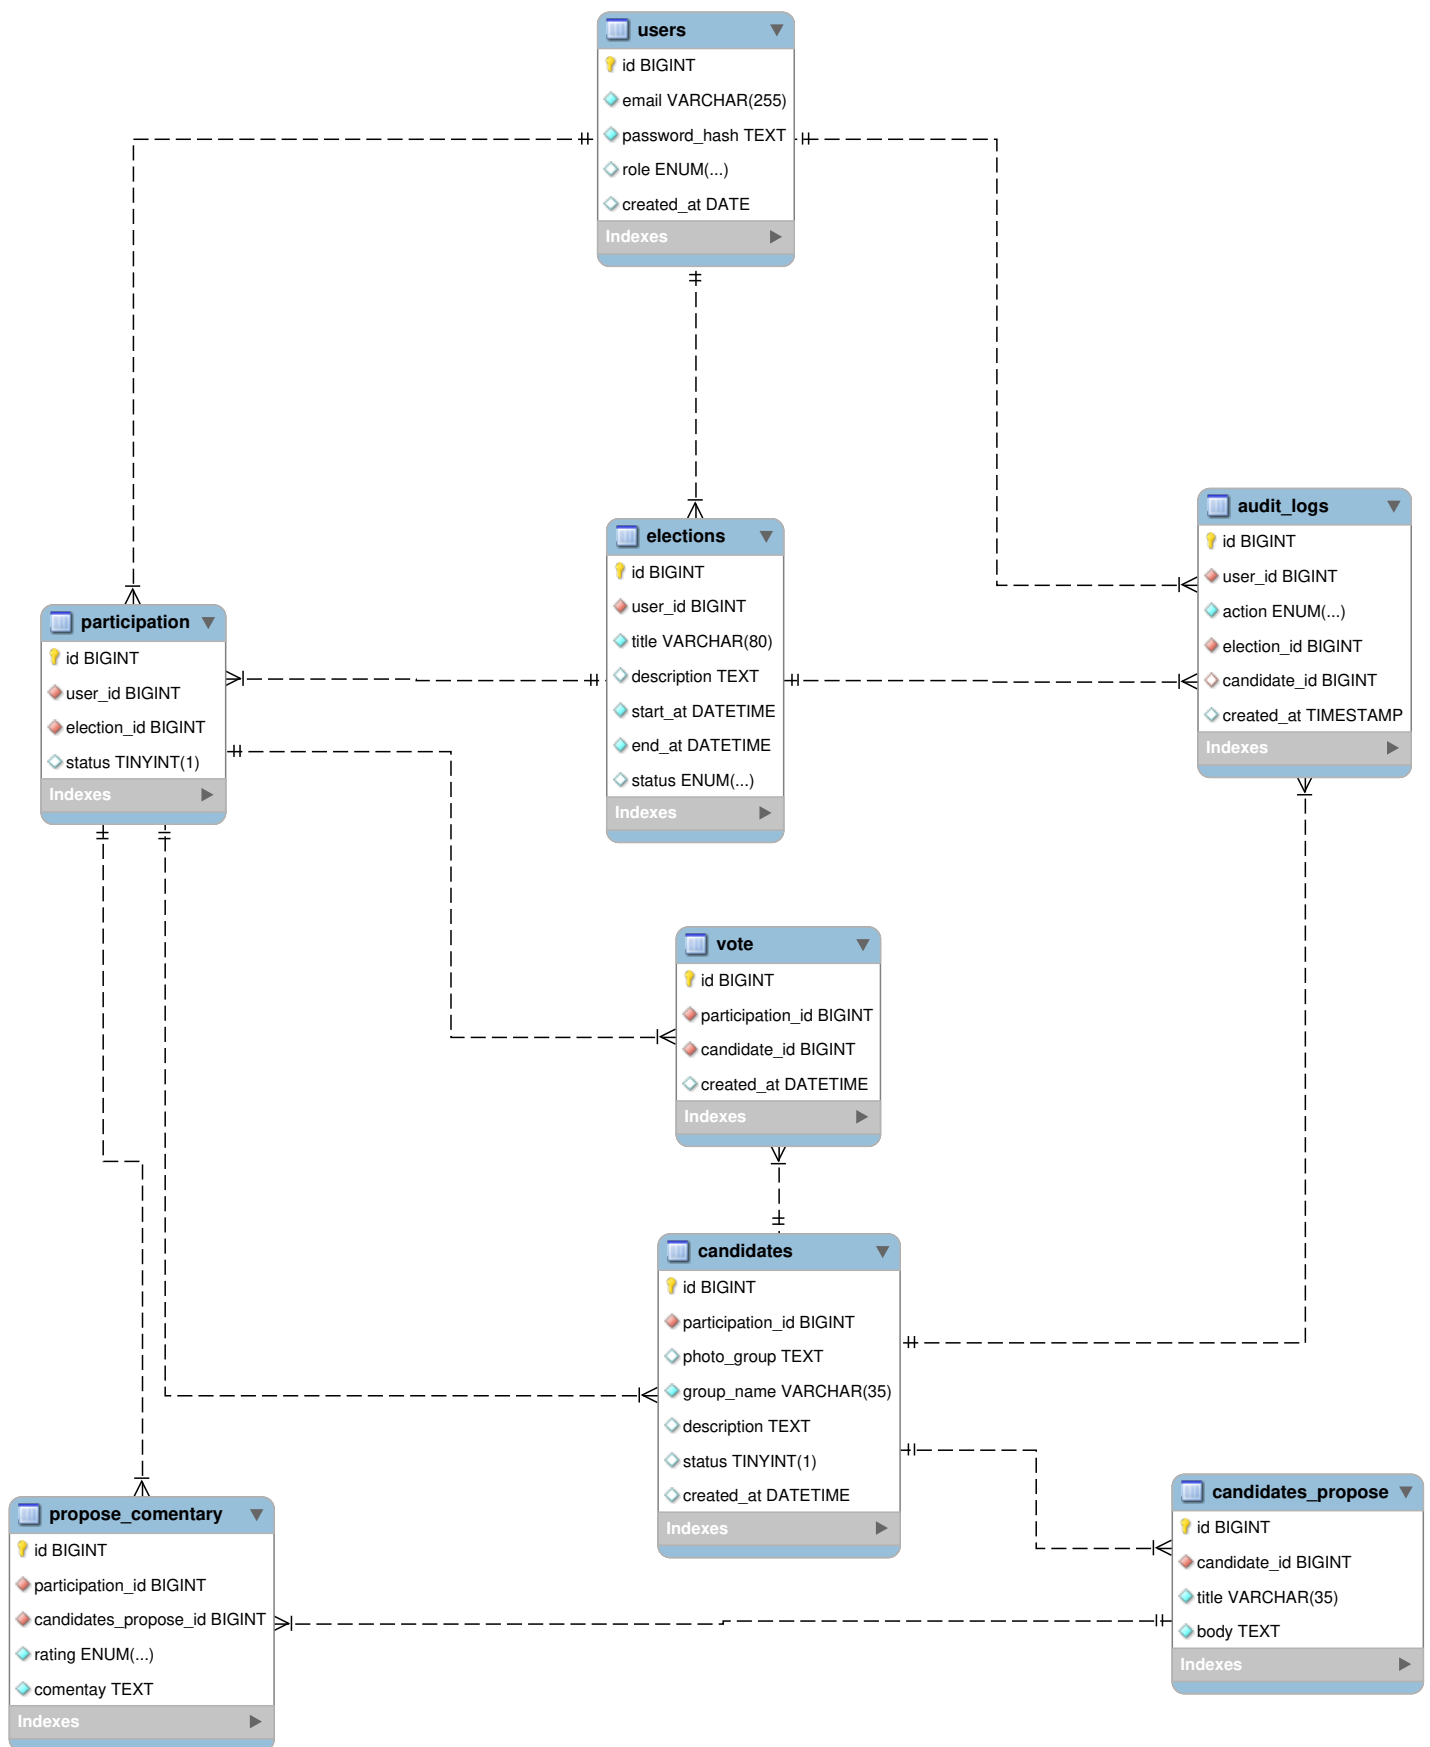 users
id BIGINT
email VARCHAR(255)
password_hash TEXT
role ENUM(...)
created_at DATE
Indexes
elections
id BIGINT
user_id BIGINT
title VARCHAR(80)
description TEXT
start_at DATETIME
end_at DATETIME
status ENUM(...)
Indexes
audit_logs
id BIGINT
user_id BIGINT
action ENUM(...)
election_id BIGINT
candidate_id BIGINT
created_at TIMESTAMP
Indexes
participation
id BIGINT
user_id BIGINT
election_id BIGINT
status TINYINT(1)
Indexes
vote
id BIGINT
participation_id BIGINT
candidate_id BIGINT
created_at DATETIME
Indexes
candidates
id BIGINT
participation_id BIGINT
photo_group TEXT
group_name VARCHAR(35)
description TEXT
status TINYINT(1)
created_at DATETIME
Indexes
candidates_propose
id BIGINT
candidate_id BIGINT
title VARCHAR(35)
body TEXT
Indexes
propose_comentary
id BIGINT
participation_id BIGINT
candidates_propose_id BIGINT
rating ENUM(...)
comentay TEXT
Indexes